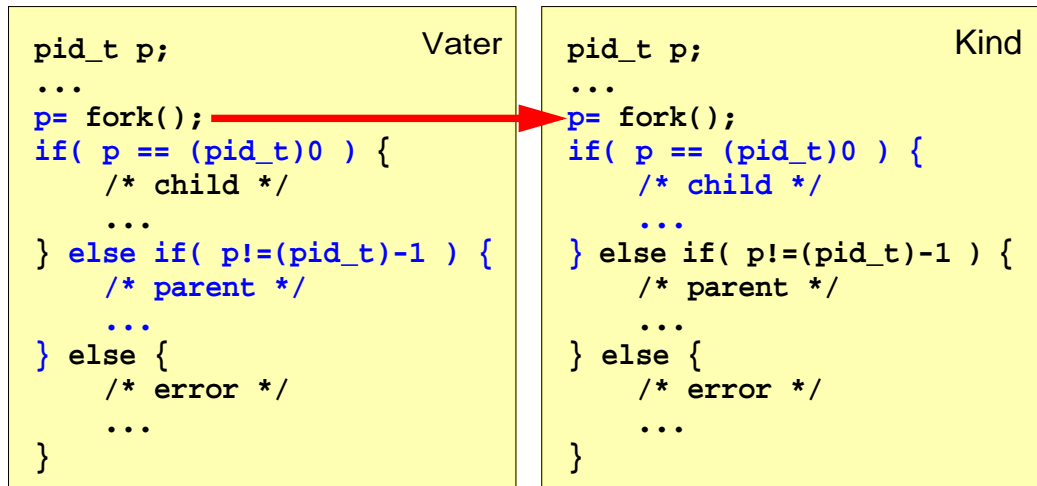 Vater
pid_t p;
...
p= fork();
if( p == (pid_t)0 ) {
    /* child */
    ...
} else if( p!=(pid_t)-1 ) {
    /* parent */
    ...
} else {
    /* error */
    ...
}
Kind
pid_t p;
...
p= fork();
if( p == (pid_t)0 ) {
    /* child */
    ...
} else if( p!=(pid_t)-1 ) {
    /* parent */
    ...
} else {
    /* error */
    ...
}